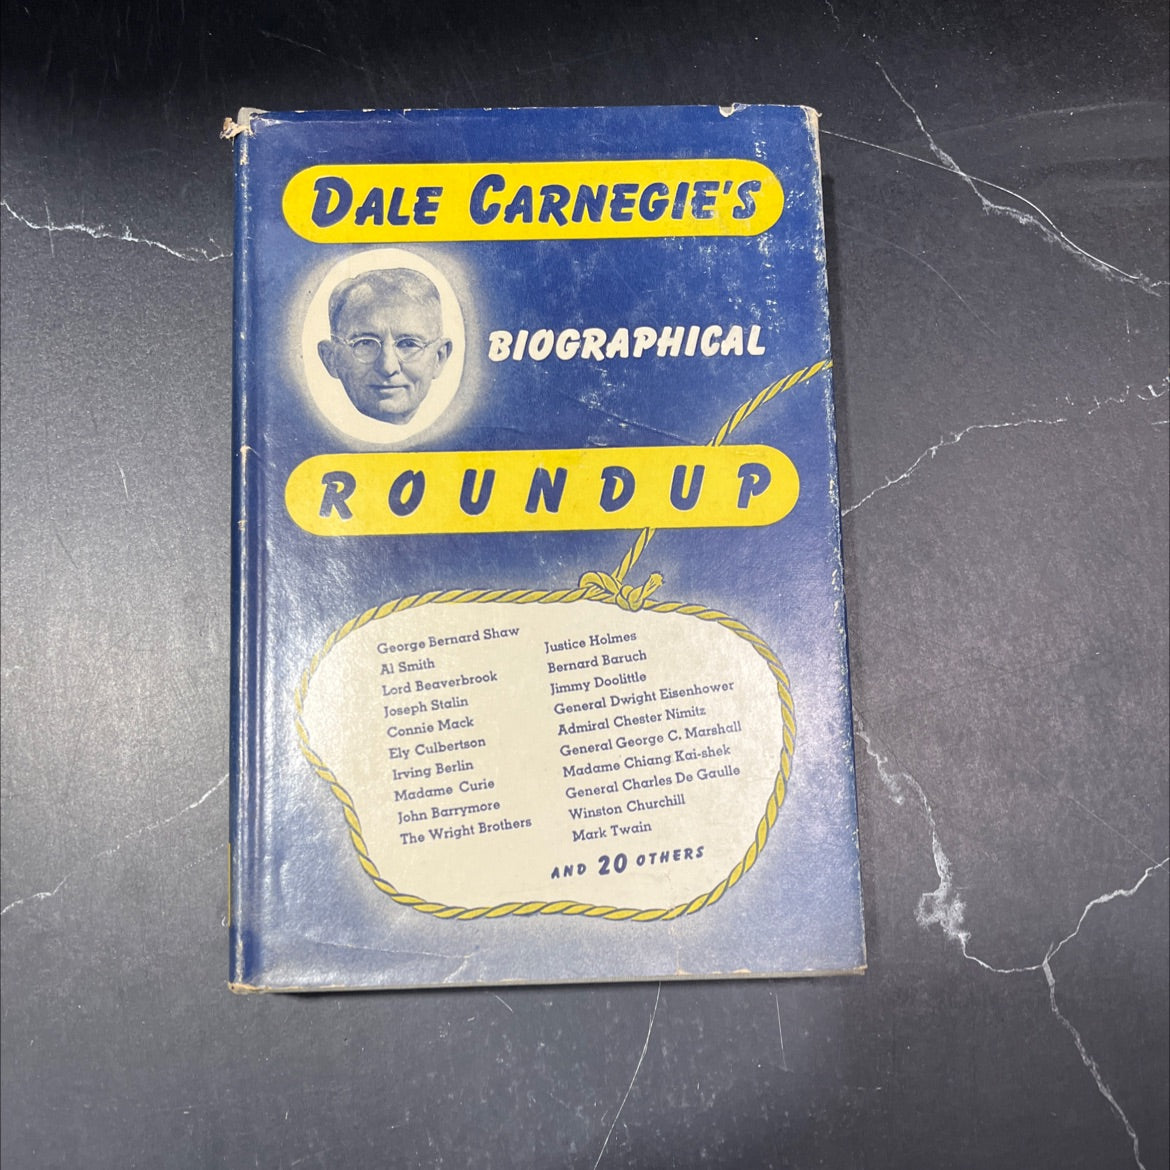 DALE CARNEGIE'S
BIOGRAPHICAL
ROUNDUP
George Bernard Shaw
Al Smith
Lord Beaverbrook
Joseph Stalin
Connie Mack
Ely Culbertson
Irving Berlin
Madame Curie
John Barrymore
The Wright Brothers
Justice Holmes
Bernard Baruch
Jimmy Doolittle
General Dwight Eisenhower
Admiral Chester Nimitz
General George C. Marshall
Madame Chiang Kai-shek
General Charles De Gaulle
Winston Churchill
Mark Twain
AND 20 OTHERS